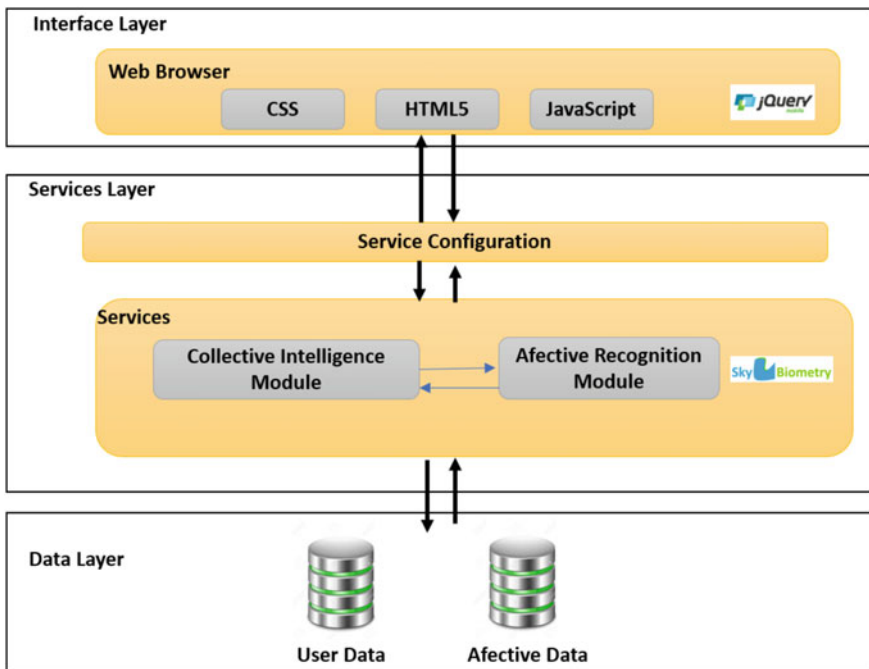 Interface Layer
Web Browser
CSS
HTML5
JavaScript
jQuery
mobile
Services Layer
Service Configuration
Services
Collective Intelligence
Module
Afective Recognition
Module
Sky Biometry
Data Layer
User Data
Afective Data